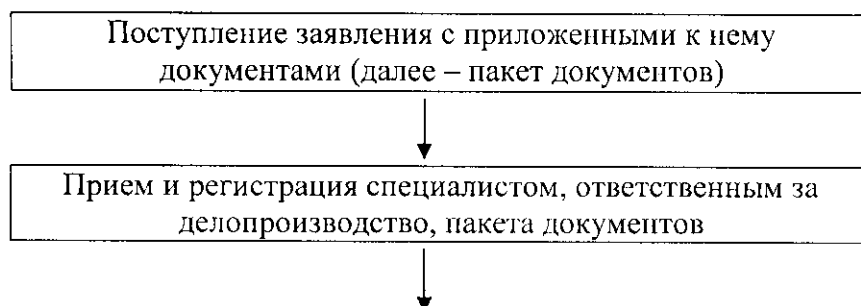 Поступление заявления с приложенными к нему
документами (далее – пакет документов)
Прием и регистрация специалистом, ответственным за
делопроизводство, пакета документов